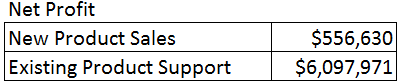 Net Profit
New Product Sales $556,630
Existing Product Support $6,097,971